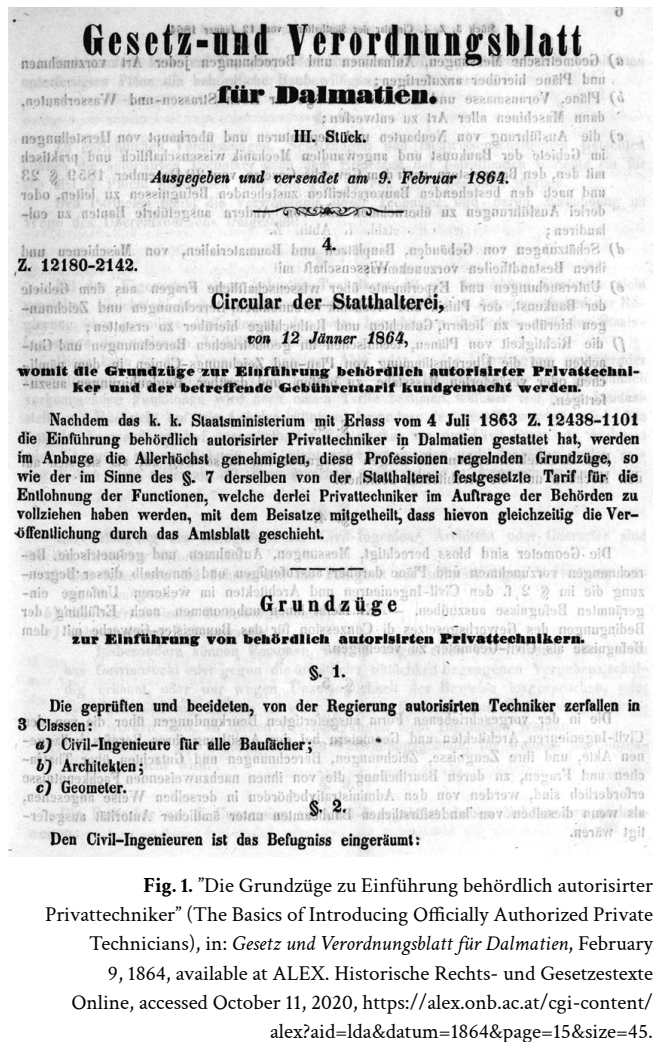 Gesetz-und Verordnungsblatt
für Dalmatien.
III. Stück.
Ausgegeben und versendet am 9. Februar 1864.
4.
Z. 12180-2142.
Circular der Statthalterei,
von 12 Jänner 1864,
womit die Grundzüge zur Einführung behördlich autorisirter Privattechni-
ker und der betreffende Gebührentarif kundgemacht werden.
Nachdem das k. k. Staatsministerium mit Erlass vom 4 Juli 1863 Z. 12438-1101
die Einführung behördlich autorisirter Privattechniker in Dalmatien gestattet hat, werden
im Anbuge die Allerhöchst genehmigten, diese Professionen regelnden Grundzüge, so
wie der im Sinne des §. 7 derselben von der Statthalterei festgesetzte Tarif für die
Entlohnung der Functionen, welche derlei Privattechniker im Auftrage der Behörden zu
vollziehen haben werden, mit dem Beisatze mitgetheilt, dass hievon gleichzeitig die Ver-
öffentlichung durch das Amtsblatt geschieht.
Grundzüge
zur Einführung von behördlich autorisirten Privattechnikern.
§. 1.
Die geprüften und beeideten, von der Regierung autorisirten Techniker zerfallen in
3 Classen:
a) Civil-Ingenieure für alle Baufächer;
b) Architekten;
c) Geometer.
§. 2.
Den Civil-Ingenieuren ist das Befugniss eingeräumt:
Fig. 1. ”Die Grundzüge zu Einführung behördlich autorisirter
Privattechniker” (The Basics of Introducing Officially Authorized Private
Technicians), in: Gesetz und Verordnungsblatt für Dalmatien, February
9, 1864, available at ALEX. Historische Rechts- und Gesetzestexte
Online, accessed October 11, 2020, https://alex.onb.ac.at/cgi-content/
alex?aid=lda&datum=1864&page=15&size=45.